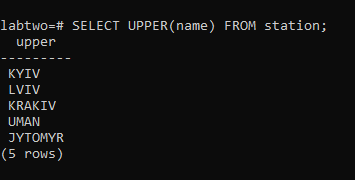 labtwo=# SELECT UPPER(name) FROM station;
upper
---------
KYIV
LVIV
KRAKIV
UMAN
JYTOMYR
(5 rows)